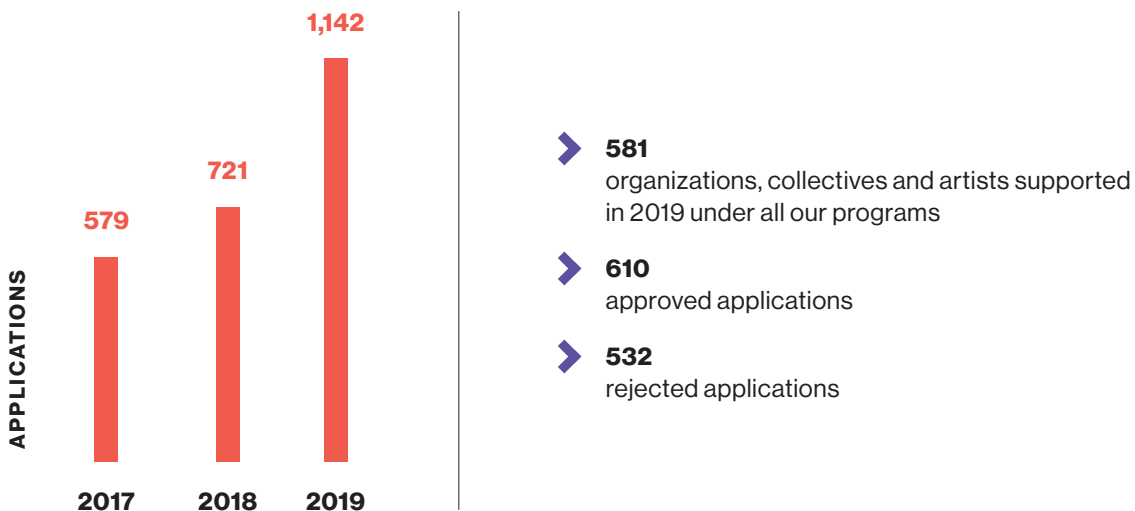 1,142
721
579
APPLICATIONS
2017
2018
2019
581
organizations, collectives and artists supported
in 2019 under all our programs
610
approved applications
532
rejected applications